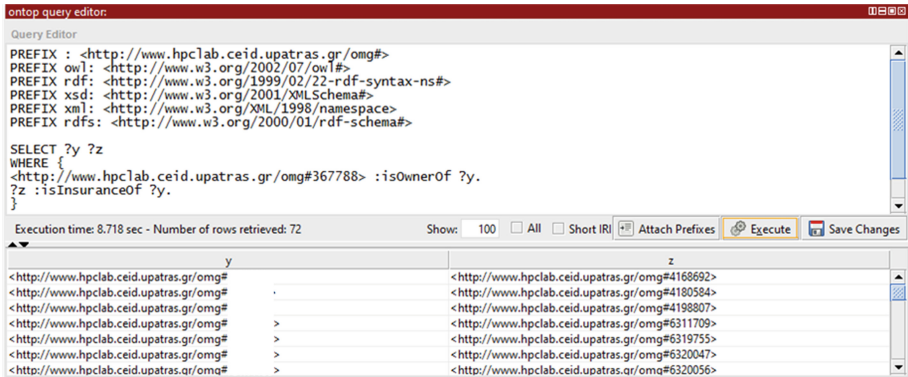 ontop query editor:
Query Editor
PREFIX : <http://www.hpclab.ceid.upatras.gr/omg#>
PREFIX owl: <http://www.w3.org/2002/07/owl#>
PREFIX rdf: <http://www.w3.org/1999/02/22-rdf-syntax-ns#>
PREFIX xsd: <http://www.w3.org/2001/XMLSchema#>
PREFIX xml: <http://www.w3.org/XML/1998/namespace>
PREFIX rdfs: <http://www.w3.org/2000/01/rdf-schema#>
SELECT ?y ?z
WHERE {
<http://www.hpclab.ceid.upatras.gr/omg#367788> :isOwnerOf ?y.
?z :isInsuranceOf ?y.
}
Execution time: 8.718 sec - Number of rows retrieved: 72 Show: 100 All Short IRI Attach Prefixes Execute Save Changes
y z
<http://www.hpclab.ceid.upatras.gr/omg# <http://www.hpclab.ceid.upatras.gr/omg#4168692>
<http://www.hpclab.ceid.upatras.gr/omg# <http://www.hpclab.ceid.upatras.gr/omg#4180584>
<http://www.hpclab.ceid.upatras.gr/omg# <http://www.hpclab.ceid.upatras.gr/omg#4198807>
<http://www.hpclab.ceid.upatras.gr/omg# > <http://www.hpclab.ceid.upatras.gr/omg#6311709>
<http://www.hpclab.ceid.upatras.gr/omg# > <http://www.hpclab.ceid.upatras.gr/omg#6319755>
<http://www.hpclab.ceid.upatras.gr/omg# > <http://www.hpclab.ceid.upatras.gr/omg#6320047>
<http://www.hpclab.ceid.upatras.gr/omg# > <http://www.hpclab.ceid.upatras.gr/omg#6320056>